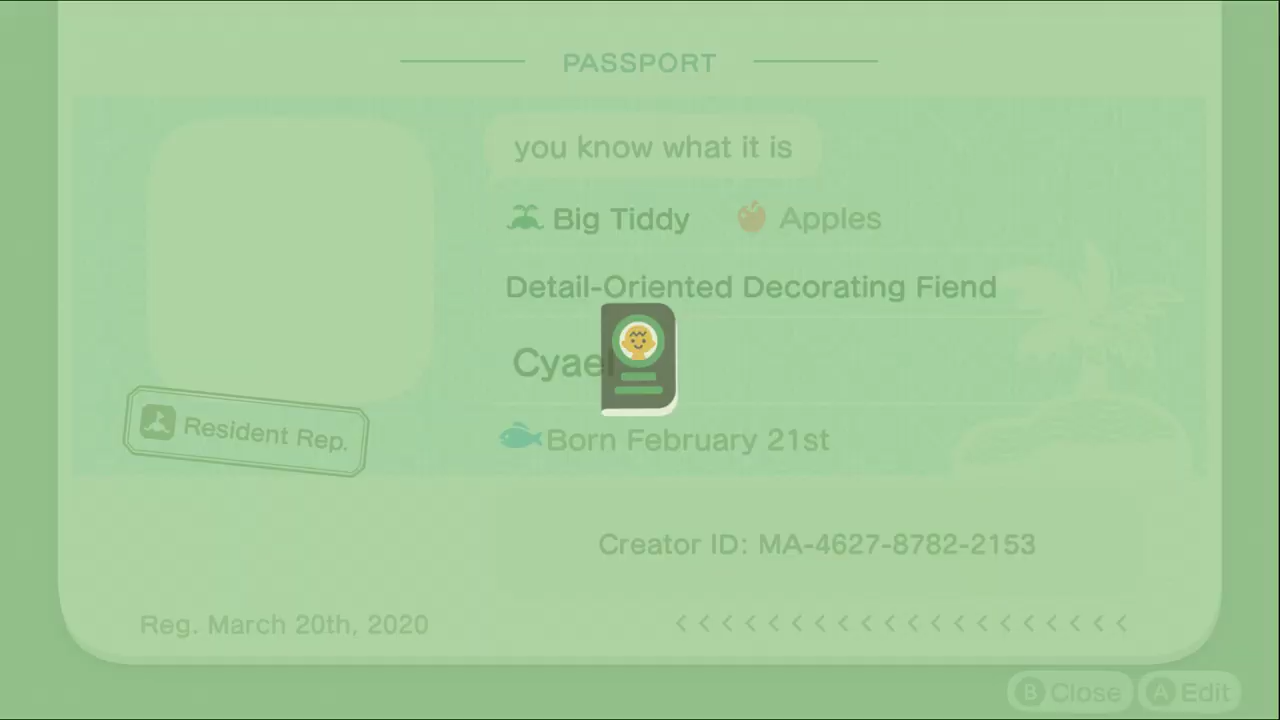 PASSPORT
you know what it is
Big Tiddy Apples
Detail-Oriented Decorating Fiend
Cyael
Resident Rep.
Born February 21st
Creator ID: MA-4627-8782-2153
Reg. March 20th, 2020
<<<<<<<<<<<<<<<<<<<<
B Close A Edit